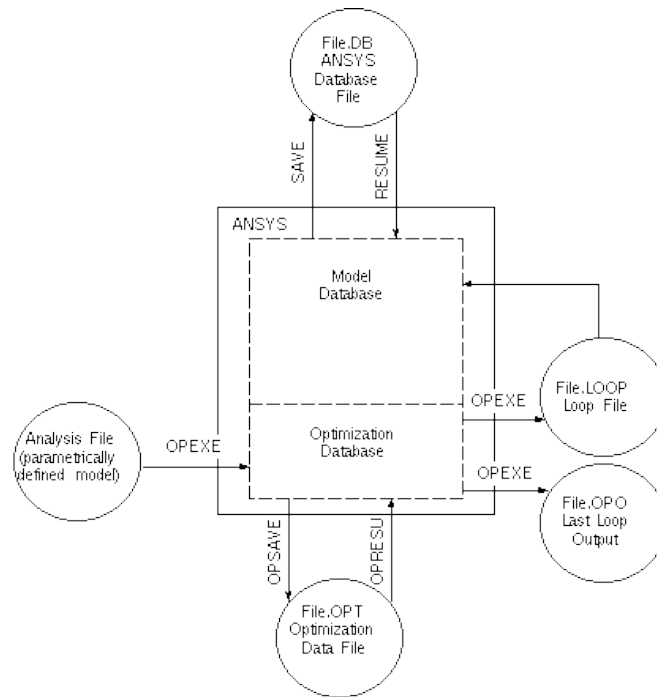 File.DB
ANSYS
Database
File
SAVE
RESUME
ANSYS
Model
Database
File.LOOP
Loop File
OPEXE
Analysis File
(parametrically
defined model)
OPEXE
Optimization
Database
OPEXE
File.OPO
Last Loop
Output
OPSAVE
OPRESU
File.OPT
Optimization
Data File